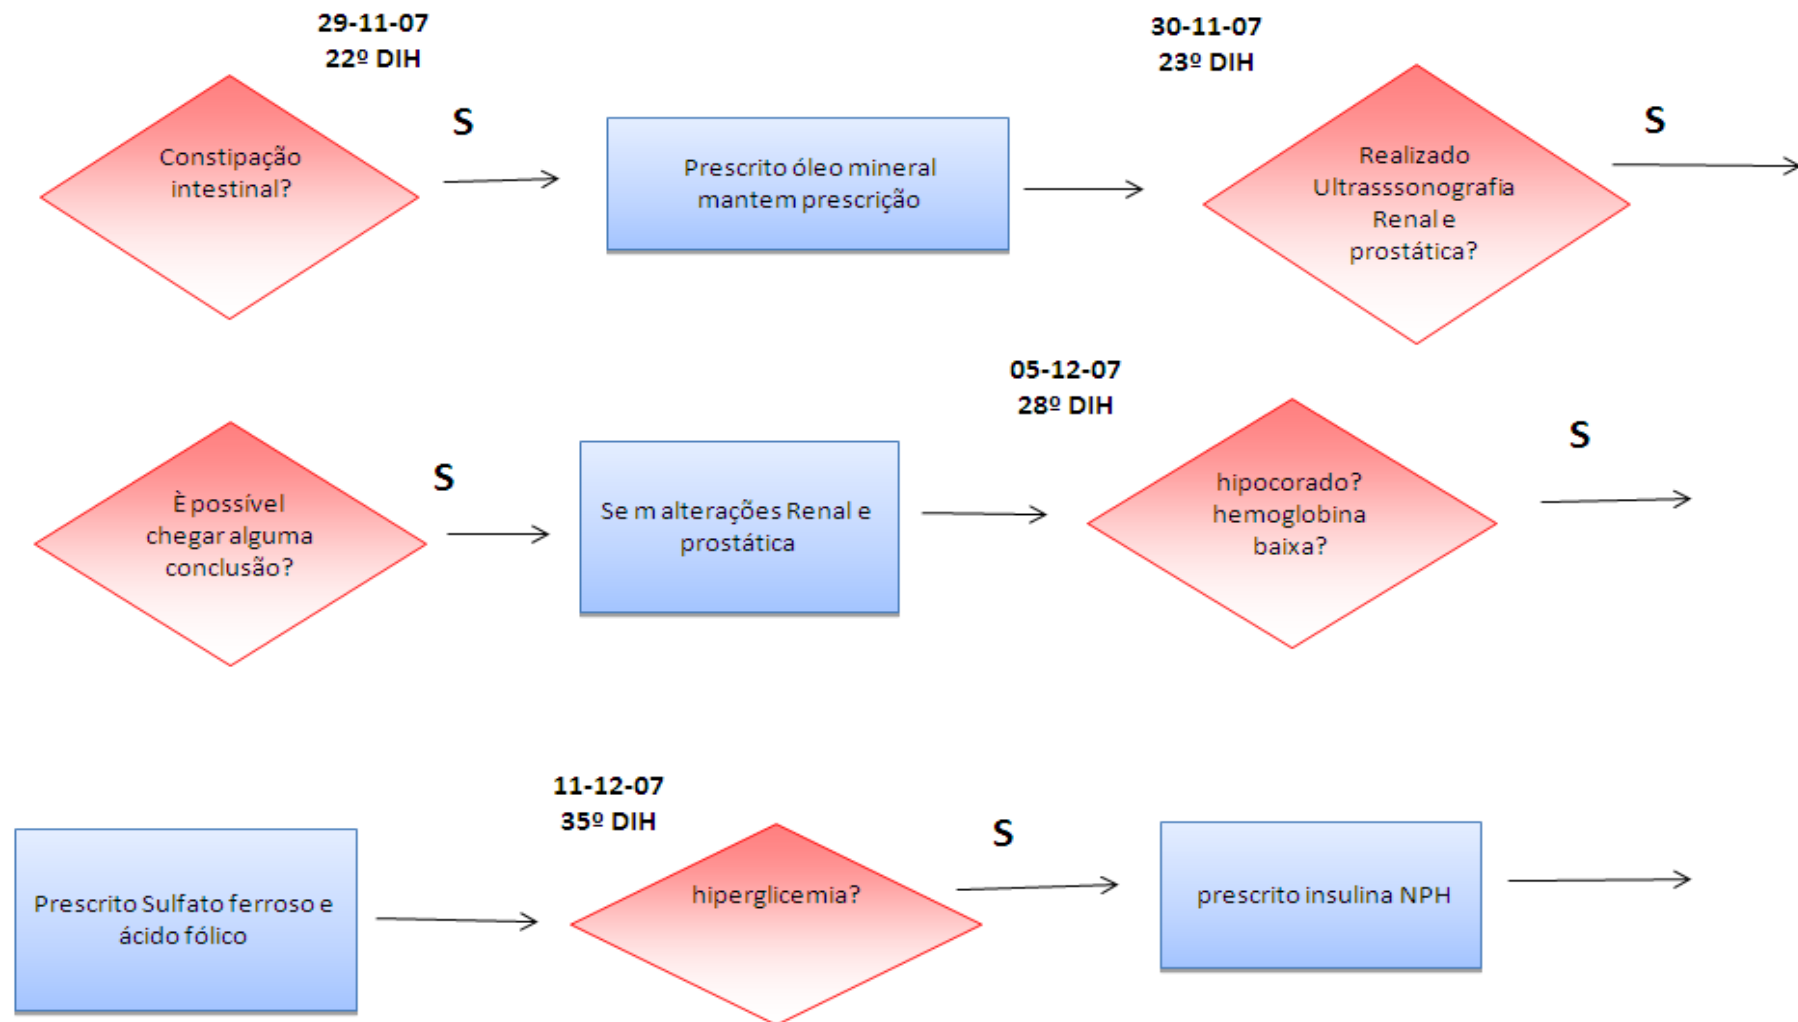 29-11-07
22º DIH
30-11-07
23º DIH
Constipação
intestinal?
S
Prescrito óleo mineral
mantem prescrição
Realizado
Ultrasssonografia
Renal e
prostática?
S
È possível
chegar alguma
conclusão?
S
Se m alterações Renal e
prostática
05-12-07
28º DIH
hipocorado?
hemoglobina
baixa?
S
Prescrito Sulfato ferroso e
ácido fólico
11-12-07
35º DIH
hiperglicemia?
S
prescrito insulina NPH